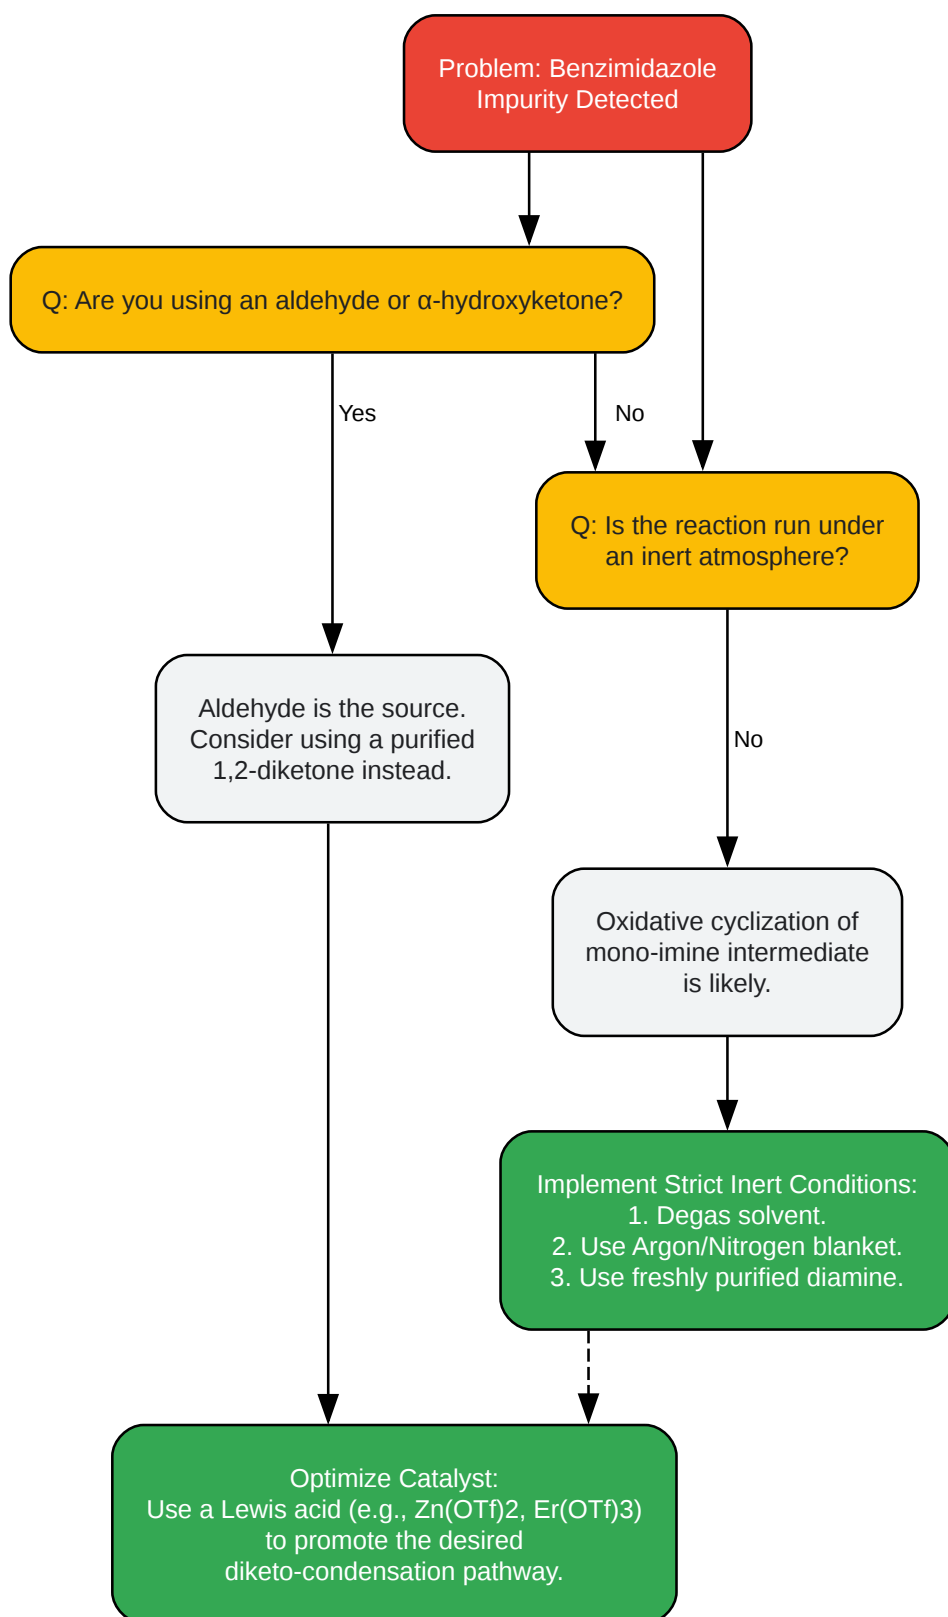 Problem: Benzimidazole
Impurity Detected
Q: Are you using an aldehyde or α-hydroxyketone?
Yes
No
Q: Is the reaction run under
an inert atmosphere?
Aldehyde is the source.
Consider using a purified
1,2-diketone instead.
No
Oxidative cyclization of
mono-imine intermediate
is likely.
Implement Strict Inert Conditions:
1. Degas solvent.
2. Use Argon/Nitrogen blanket.
3. Use freshly purified diamine.
Optimize Catalyst:
Use a Lewis acid (e.g., Zn(OTf)2, Er(OTf)3)
to promote the desired
diketo-condensation pathway.